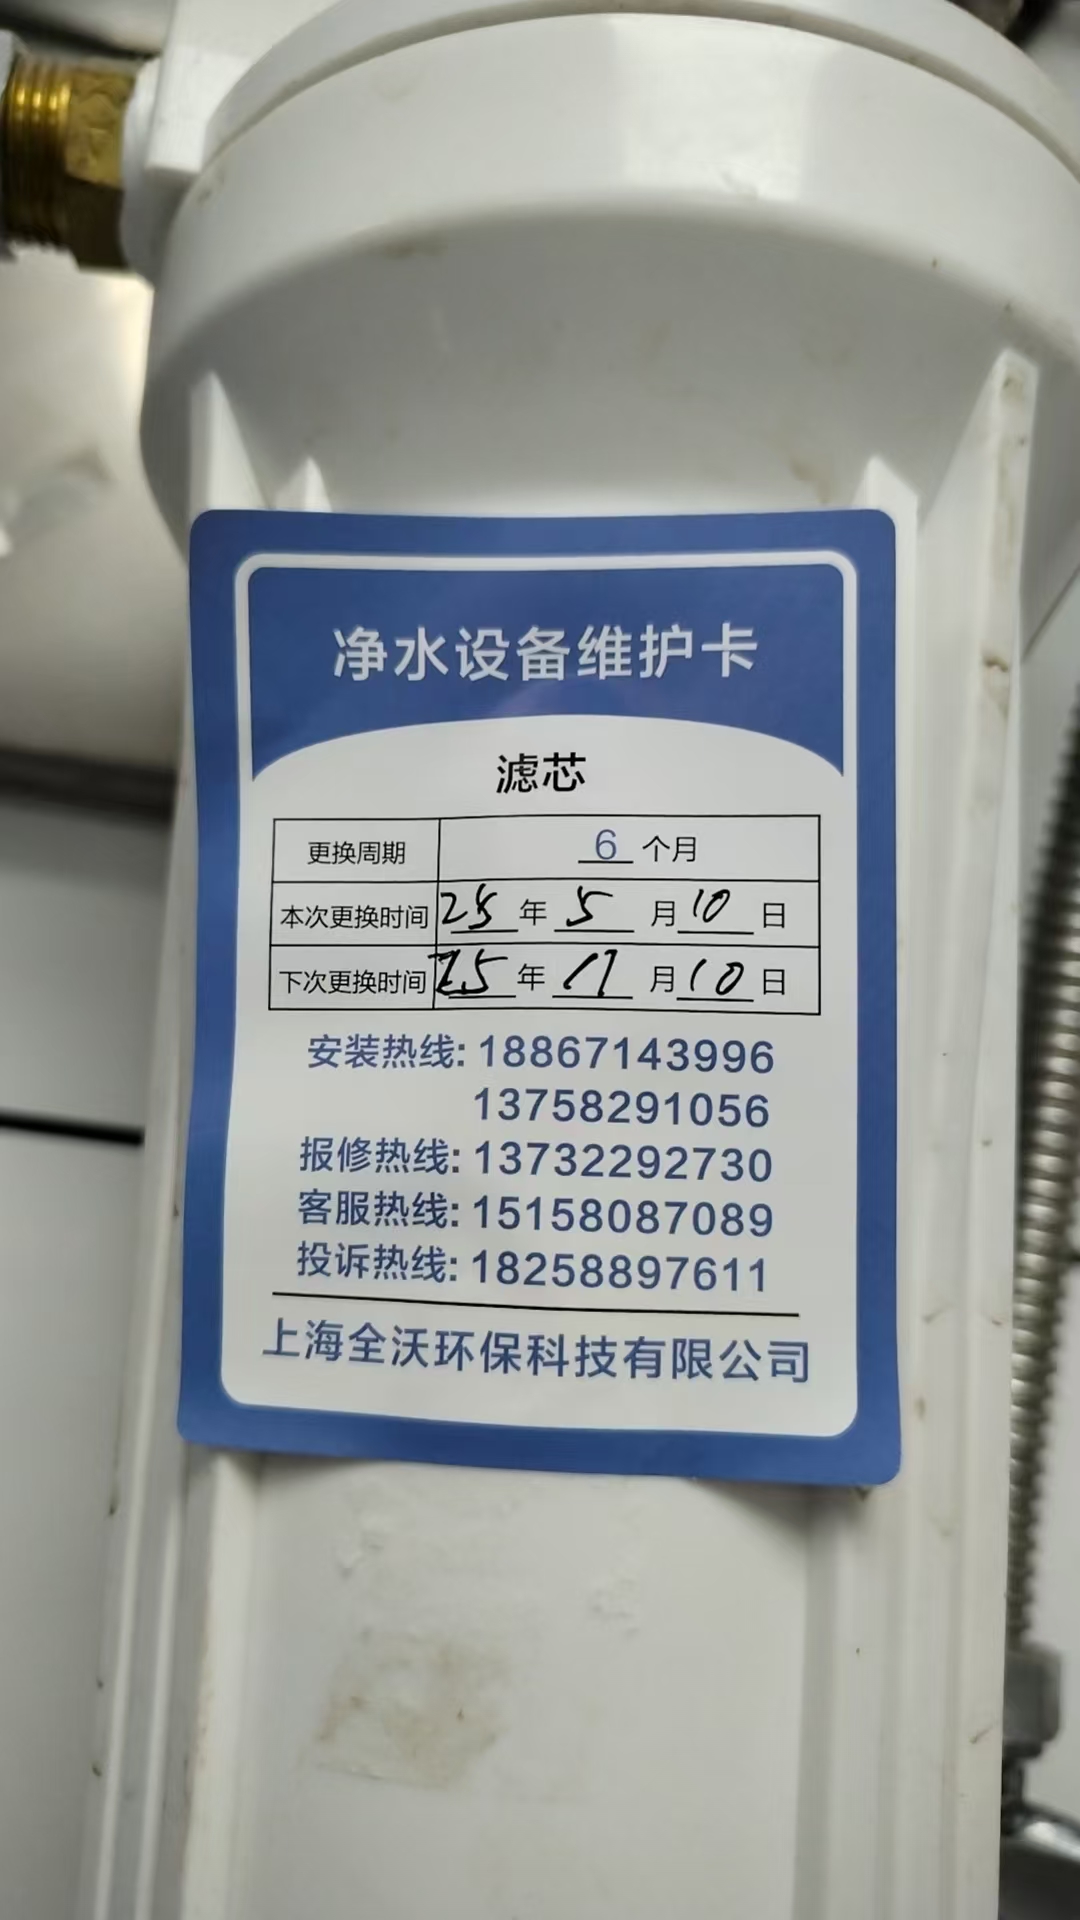 净水设备维护卡
滤芯
更换周期 6 个月
本次更换时间 25 年 5 月 10 日
下次更换时间 25 年 11 月 10 日
安装热线: 18867143996
13758291056
报修热线: 13732292730
客服热线: 15158087089
投诉热线: 18258897611
上海全沃环保科技有限公司